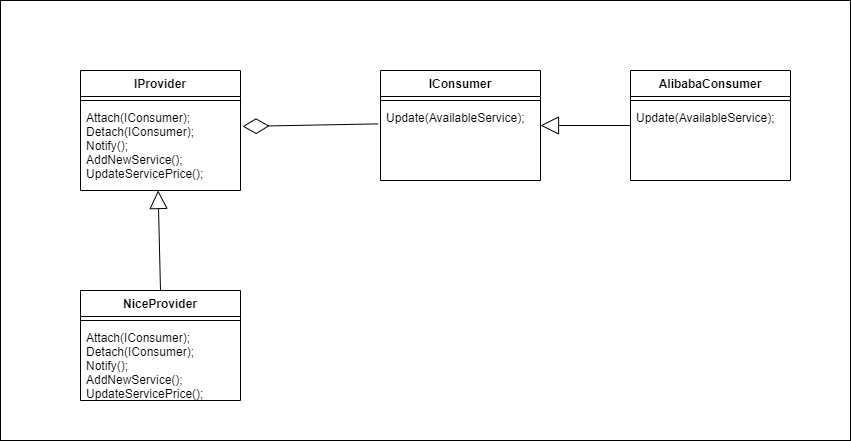 IProvider
Attach(IConsumer);
Detach(IConsumer);
Notify();
AddNewService();
UpdateServicePrice();
IConsumer
Update(AvailableService);
AlibabaConsumer
Update(AvailableService);
NiceProvider
Attach(IConsumer);
Detach(IConsumer);
Notify();
AddNewService();
UpdateServicePrice();